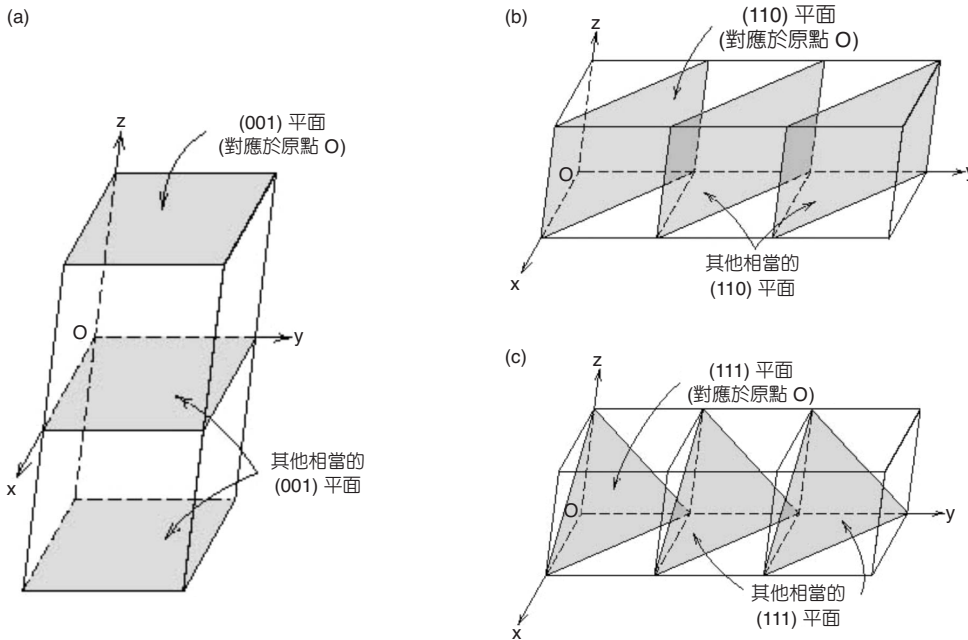 (a)
z
(001) 平面
(對應於原點 O)
O
y
x
其他相當的
(001) 平面
(b)
z
(110) 平面
(對應於原點 O)
O
y
x
其他相當的
(110) 平面
(c)
z
(111) 平面
(對應於原點 O)
O
y
x
其他相當的
(111) 平面